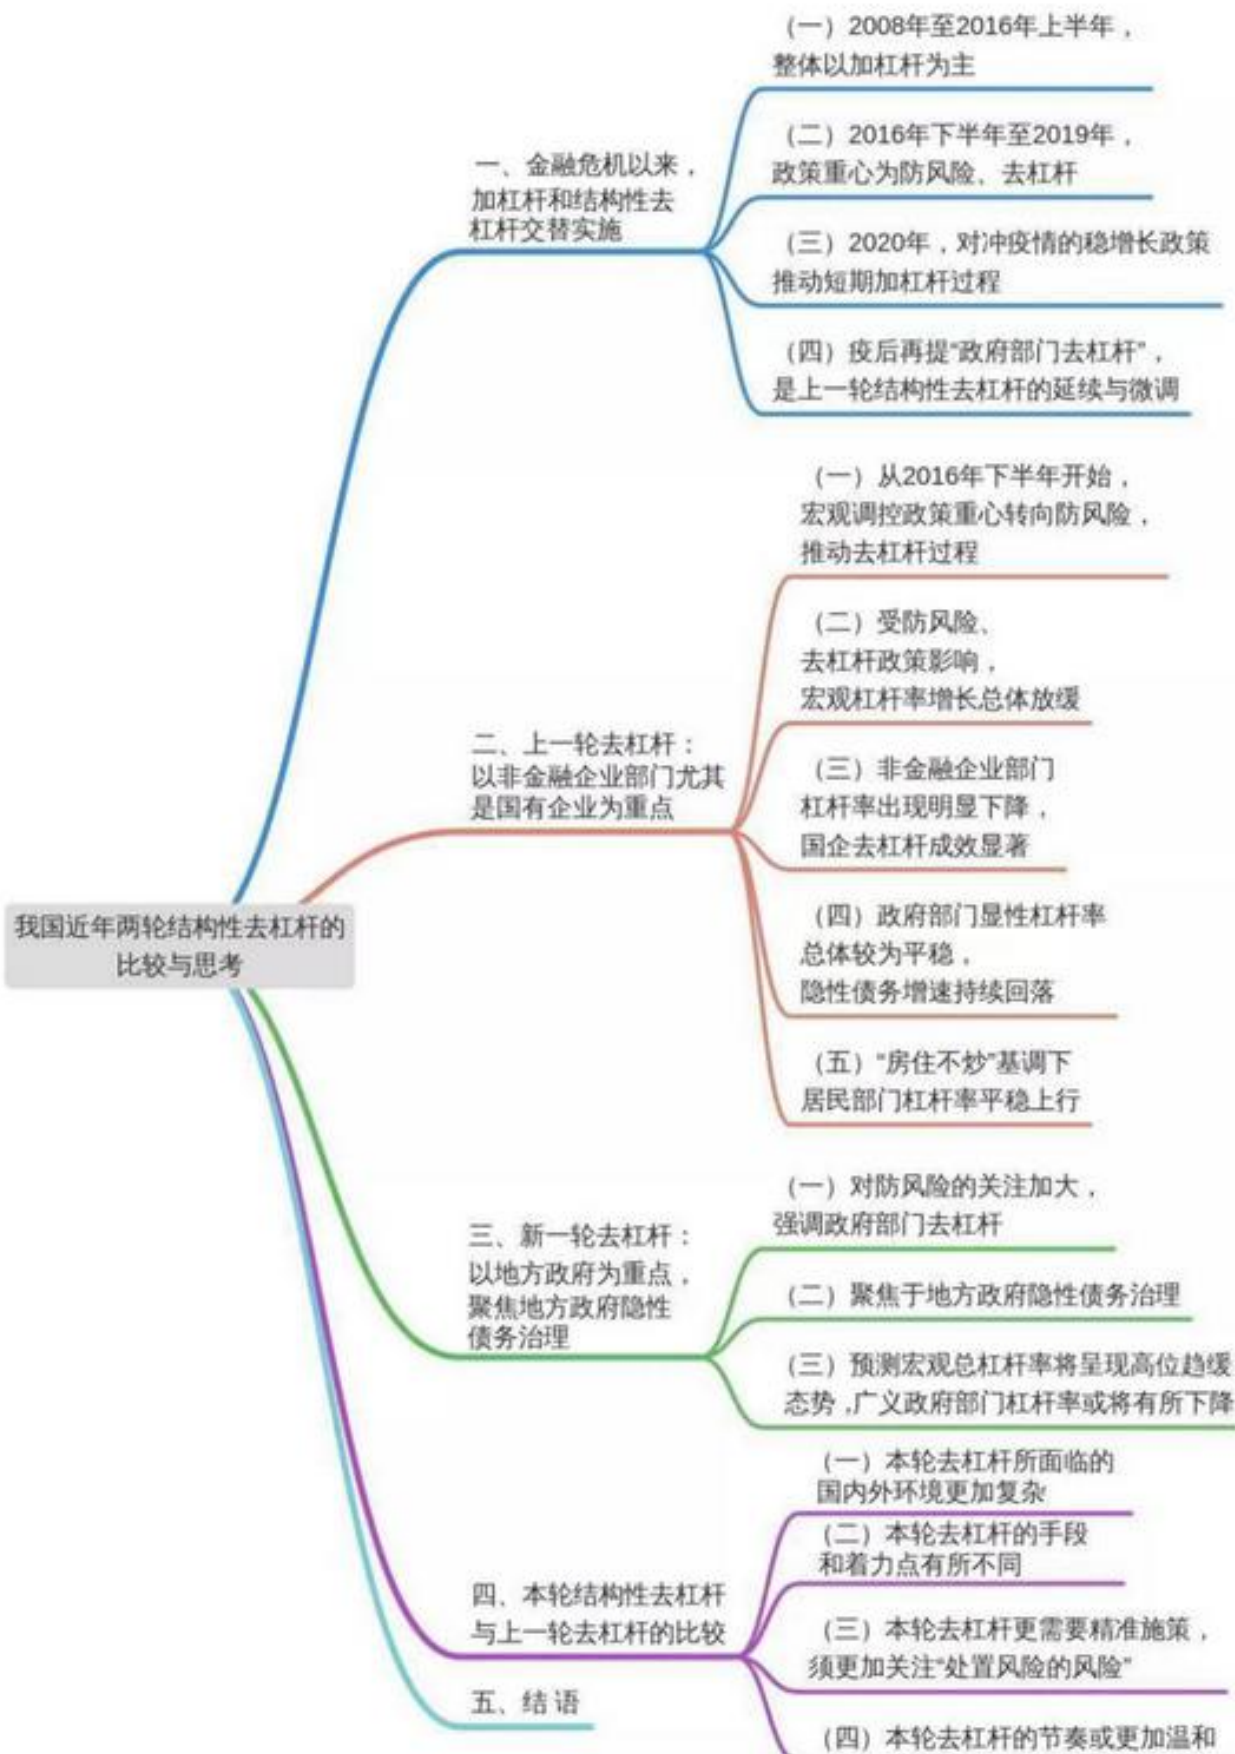 我国近年两轮结构性去杠杆的
比较与思考
一、金融危机以来，
加杠杆和结构性去
杠杆交替实施
（一）2008年至2016年上半年，
整体以加杠杆为主
（二）2016年下半年至2019年，
政策重心为防风险、去杠杆
（三）2020年，对冲疫情的稳增长政策
推动短期加杠杆过程
（四）疫后再提“政府部门去杠杆”，
是上一轮结构性去杠杆的延续与微调
二、上一轮去杠杆：
以非金融企业部门尤其
是国有企业为重点
（一）从2016年下半年开始，
宏观调控政策重心转向防风险，
推动去杠杆过程
（二）受防风险、
去杠杆政策影响，
宏观杠杆率增长总体放缓
（三）非金融企业部门
杠杆率出现明显下降，
国企去杠杆成效显著
（四）政府部门显性杠杆率
总体较为平稳，
隐性债务增速持续回落
（五）“房住不炒”基调下
居民部门杠杆率平稳上行
三、新一轮去杠杆：
以地方政府为重点，
聚焦地方政府隐性
债务治理
（一）对防风险的关注加大，
强调政府部门去杠杆
（二）聚焦于地方政府隐性债务治理
（三）预测宏观总杠杆率将呈现高位趋缓
态势，广义政府部门杠杆率或将有所下降
四、本轮结构性去杠杆
与上一轮去杠杆的比较
（一）本轮去杠杆所面临的
国内外环境更加复杂
（二）本轮去杠杆的手段
和着力点有所不同
（三）本轮去杠杆更需要精准施策，
须更加关注“处置风险的风险”
（四）本轮去杠杆的节奏或更加温和
五、结 语